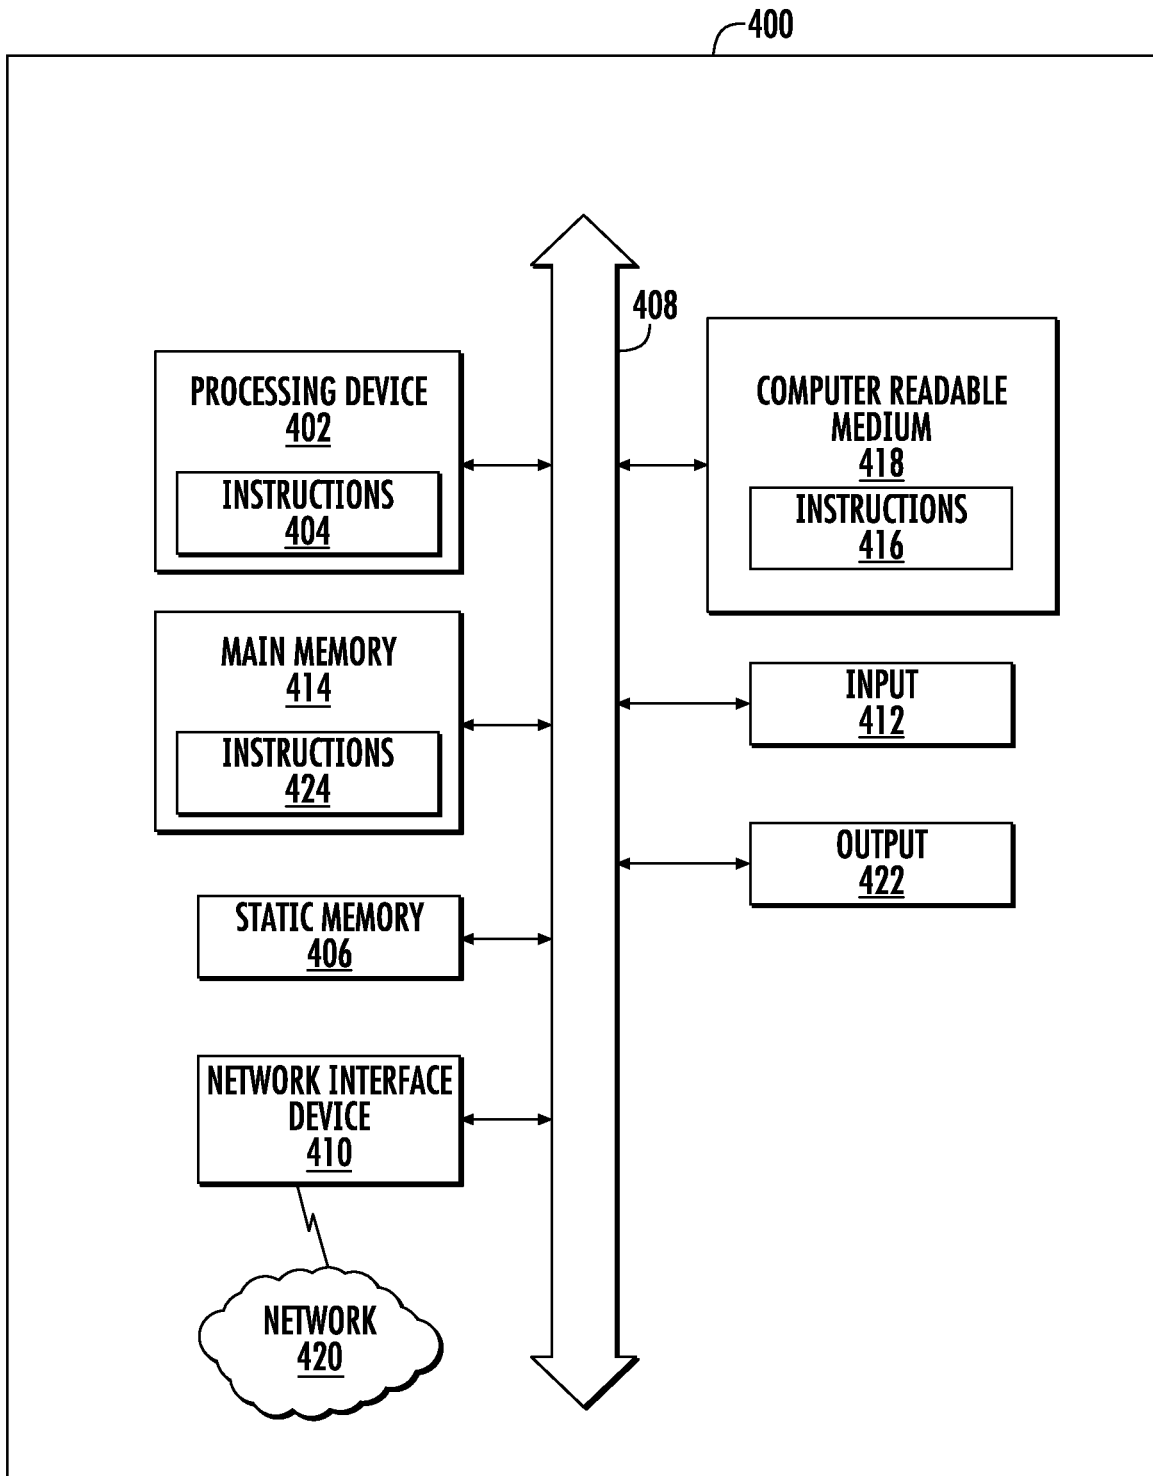 400
408
PROCESSING DEVICE
402
INSTRUCTIONS
404
COMPUTER READABLE
MEDIUM
418
INSTRUCTIONS
416
MAIN MEMORY
414
INSTRUCTIONS
424
INPUT
412
OUTPUT
422
STATIC MEMORY
406
NETWORK INTERFACE
DEVICE
410
NETWORK
420